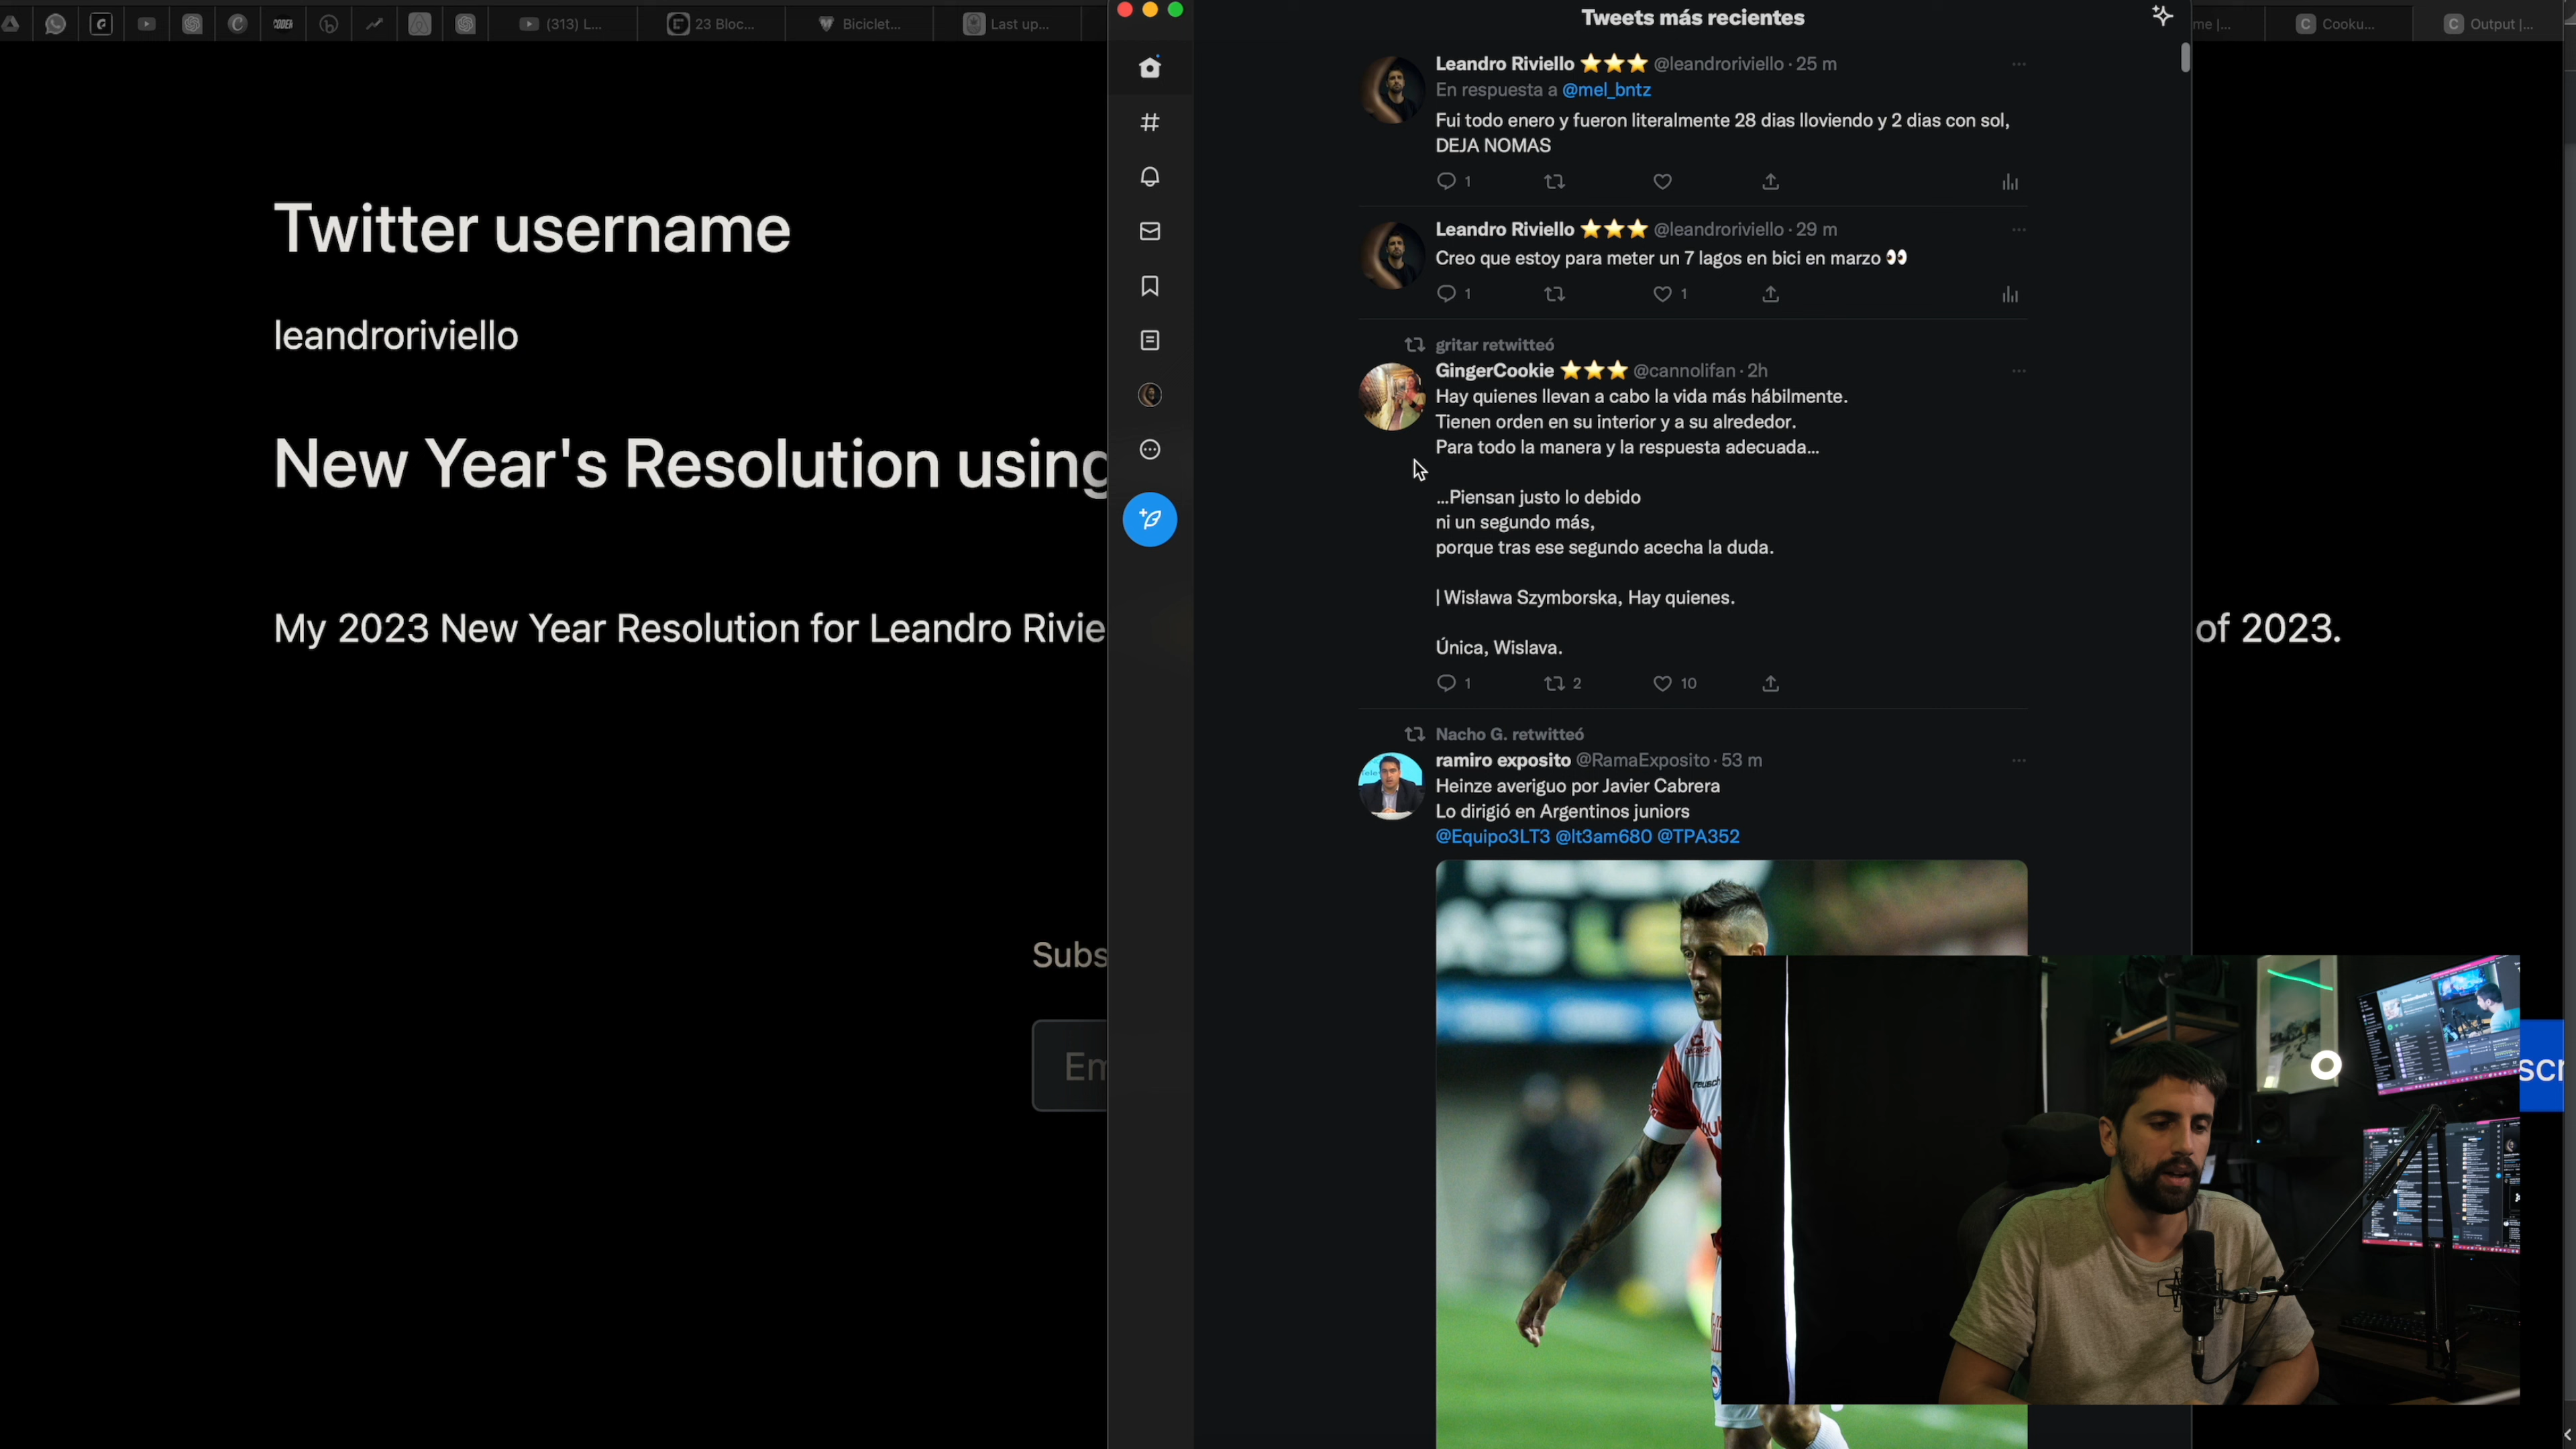 (313) L...
23 Bloc...
Biciclet...
Last up...
Tweets más recientes
me |...
Cooku...
Output |...
Twitter username
leandroriviello
New Year's Resolution using
My 2023 New Year Resolution for Leandro Rivie
of 2023.
Subs
Em
scr
Leandro Riviello ⭐⭐⭐ @leandroriviello · 25 m
En respuesta a @mel_bntz
Fui todo enero y fueron literalmente 28 dias lloviendo y 2 dias con sol,
DEJA NOMAS
1
Leandro Riviello ⭐⭐⭐ @leandroriviello · 29 m
Creo que estoy para meter un 7 lagos en bici en marzo 👀
1 1
gritar retwitteó
GingerCookie ⭐⭐⭐ @cannolifan · 2h
Hay quienes llevan a cabo la vida más hábilmente.
Tienen orden en su interior y a su alrededor.
Para todo la manera y la respuesta adecuada...
...Piensan justo lo debido
ni un segundo más,
porque tras ese segundo acecha la duda.
| Wisława Szymborska, Hay quienes.
Única, Wislava.
1 2 10
Nacho G. retwitteó
ramiro exposito @RamaExposito · 53 m
Heinze averiguo por Javier Cabrera
Lo dirigió en Argentinos juniors
@Equipo3LT3 @lt3am680 @TPA352